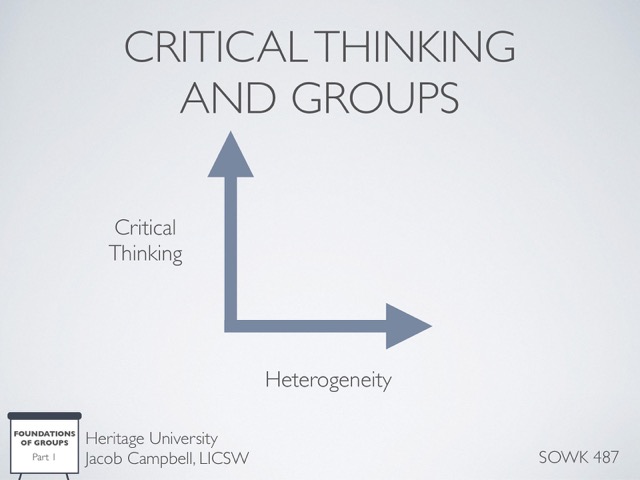 CRITICAL THINKING
AND GROUPS
Critical
Thinking
Heterogeneity
FOUNDATIONS
OF GROUPS
Part 1
Heritage University
Jacob Campbell, LICSW
SOWK 487